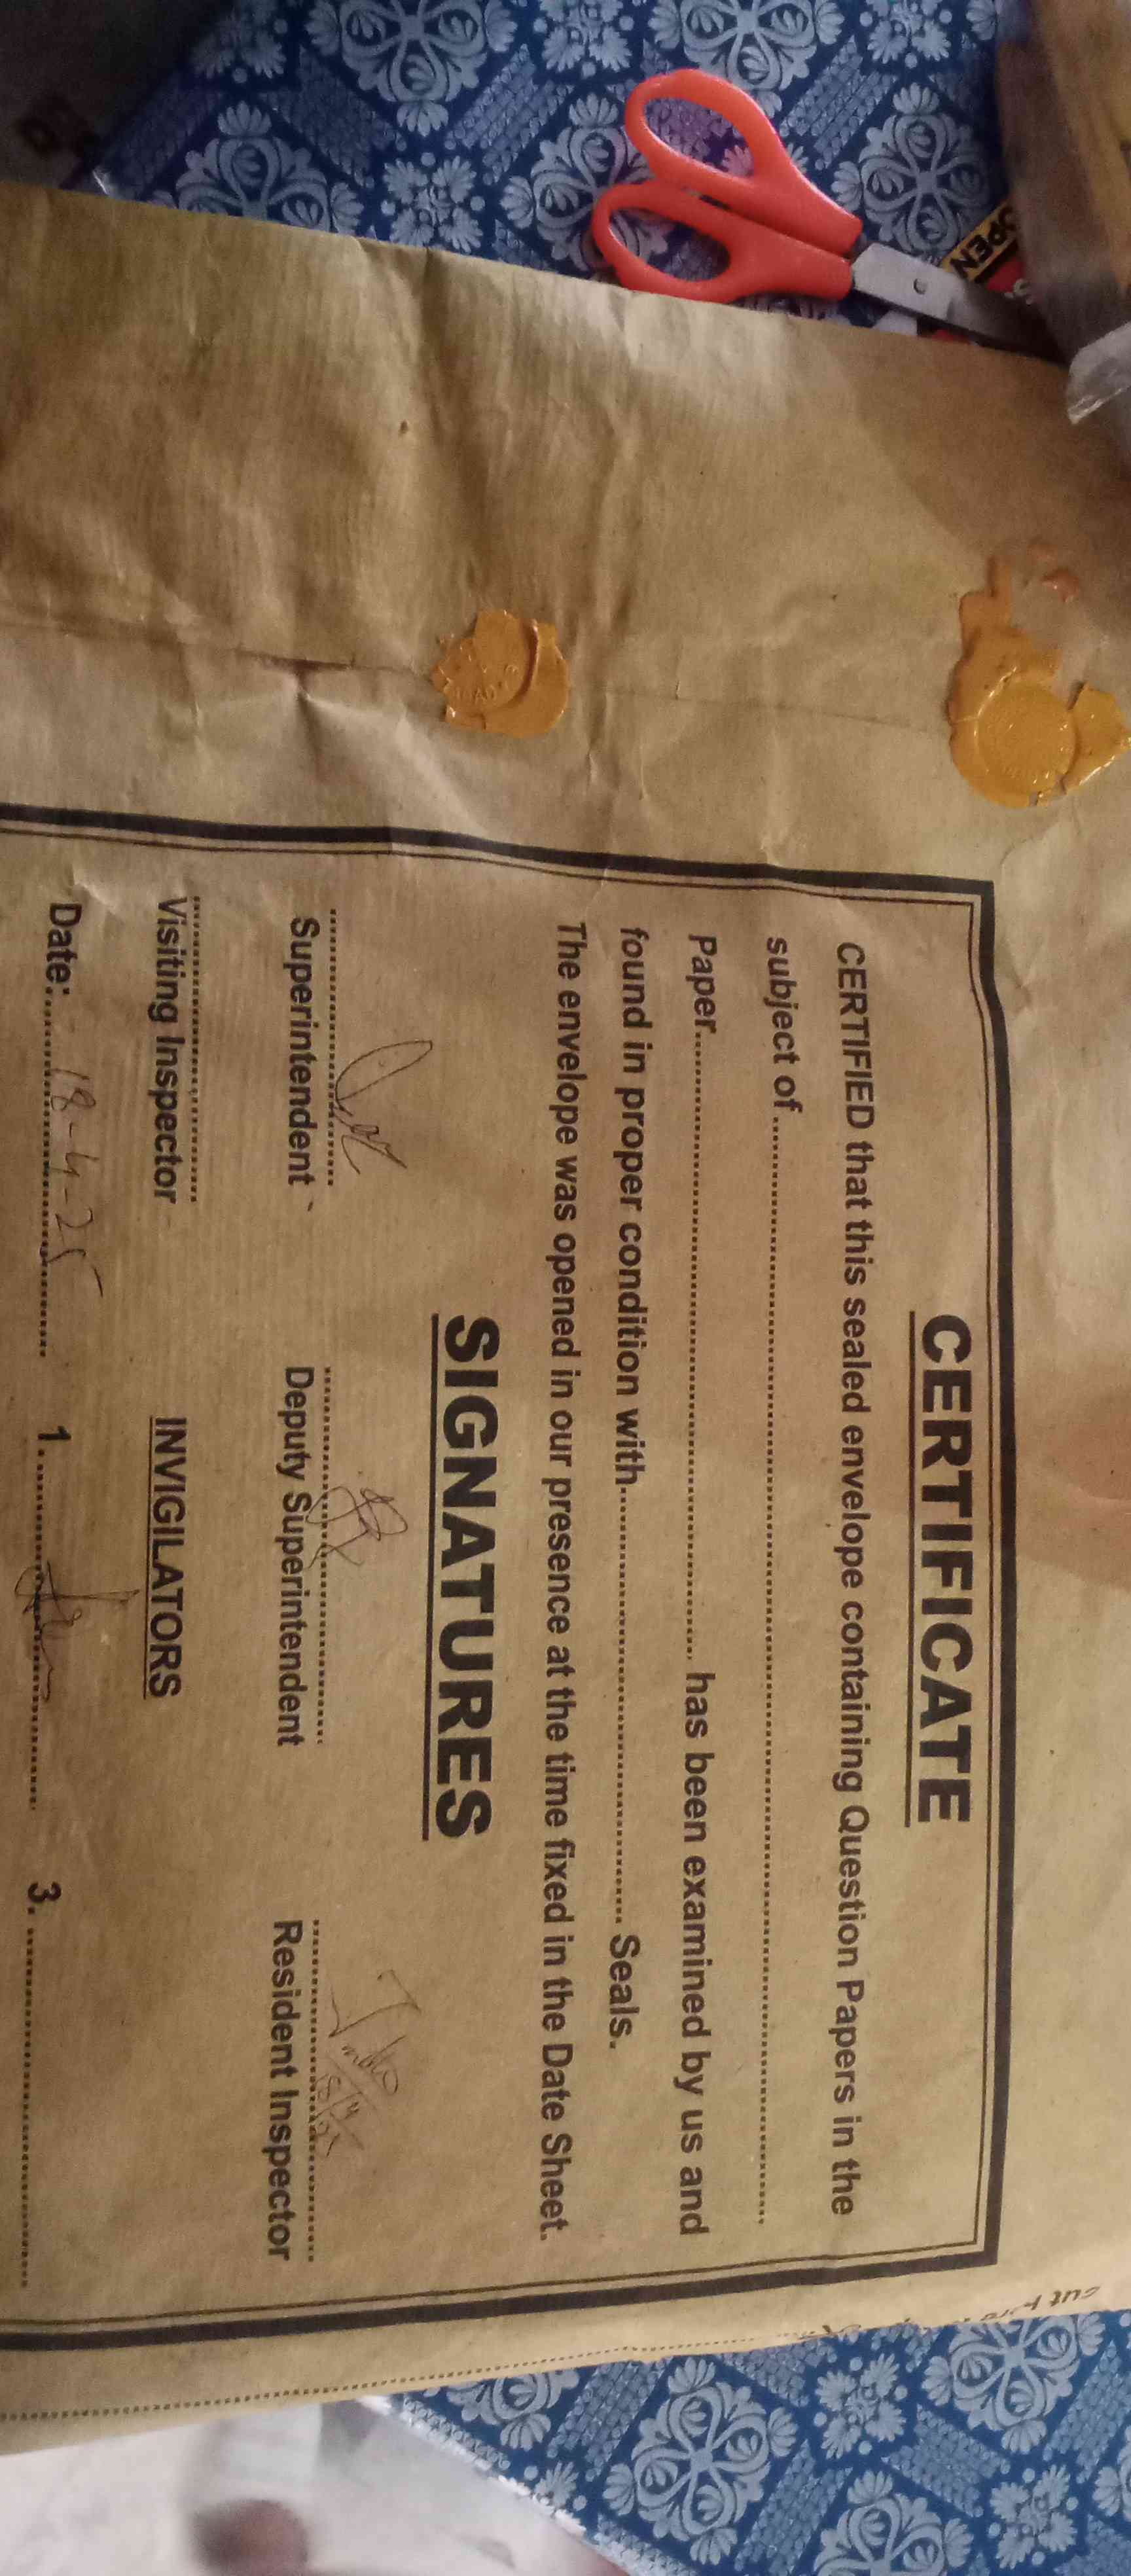 CERTIFICATE
CERTIFIED that this sealed envelope containing Question Papers in the
subject of
Paper has been examined by us and
found in proper condition with Seals.
The envelope was opened in our presence at the time fixed in the Date Sheet.
SIGNATURES
Superintendent Deputy Superintendent Resident Inspector
Visiting Inspector INVIGILATORS
Date: 18-4-25 1. 3.
OPEN